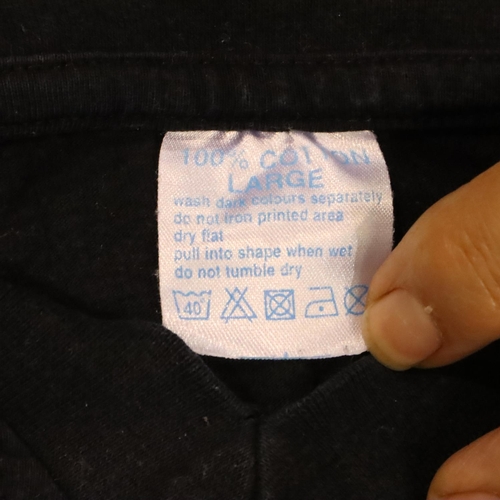 100% COTTON
LARGE
wash dark colours separately
do not iron printed area
dry flat
pull into shape when wet
do not tumble dry
40